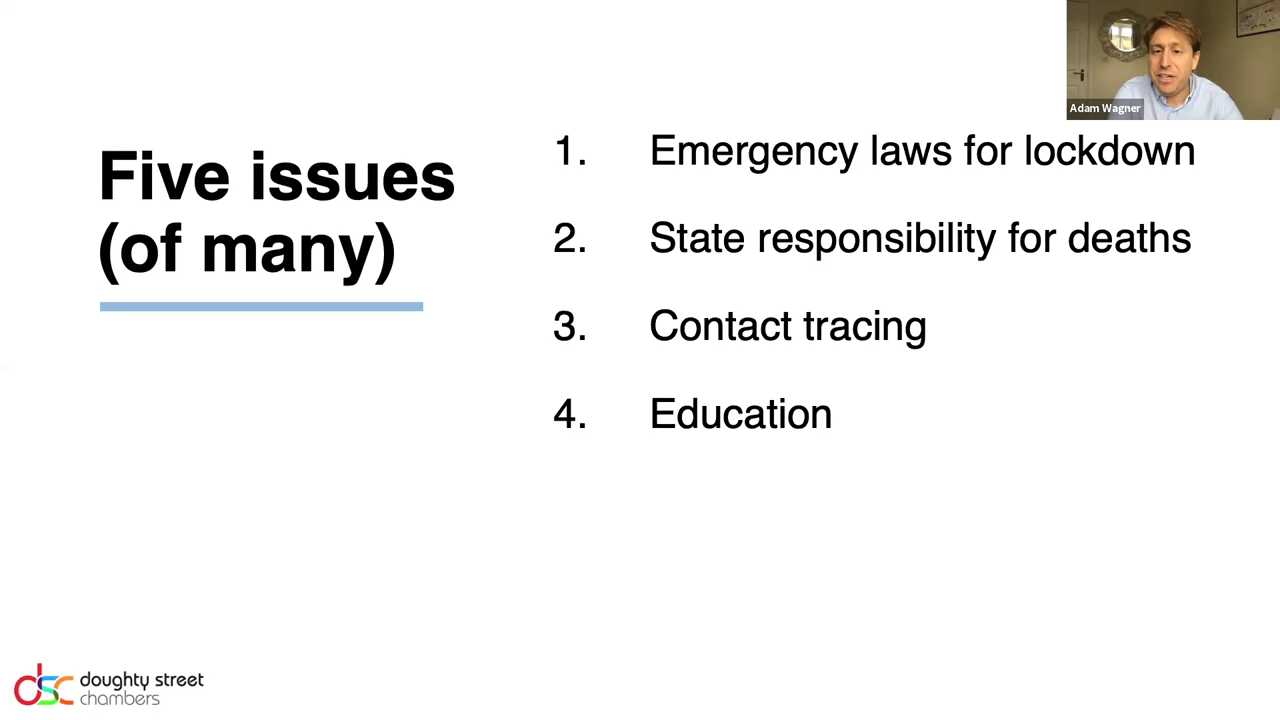 Adam Wagner
Five issues
(of many)
1. Emergency laws for lockdown
2. State responsibility for deaths
3. Contact tracing
4. Education
dsc doughty street
chambers